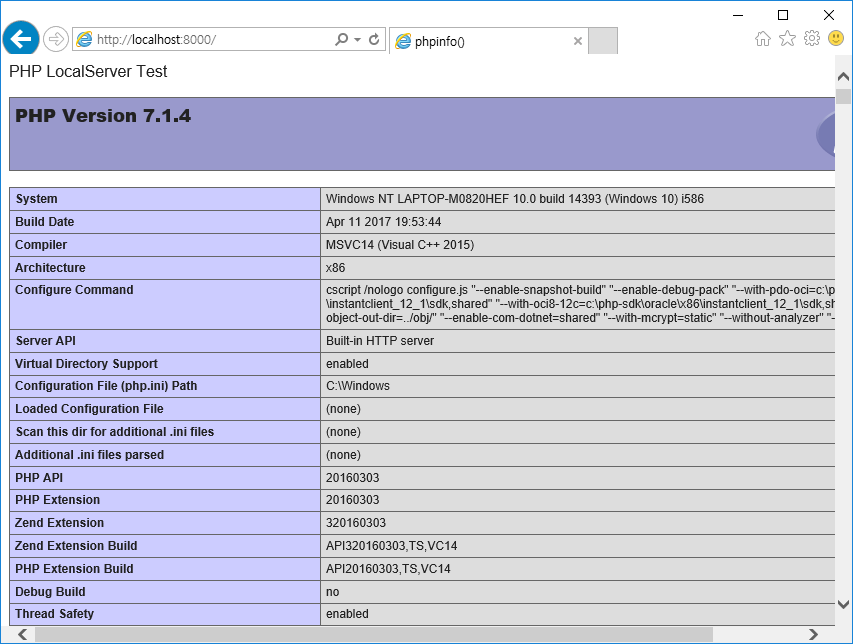 http://localhost:8000/
phpinfo()
PHP LocalServer Test
PHP Version 7.1.4
System Windows NT LAPTOP-M0820HEF 10.0 build 14393 (Windows 10) i586
Build Date Apr 11 2017 19:53:44
Compiler MSVC14 (Visual C++ 2015)
Architecture x86
Configure Command cscript /nologo configure.js "--enable-snapshot-build" "--enable-debug-pack" "--with-pdo-oci=c:\p
\instantclient_12_1\sdk,shared" "--with-oci8-12c=c:\php-sdk\oracle\x86\instantclient_12_1\sdk,sh
object-out-dir=../obj/" "--enable-com-dotnet=shared" "--with-mcrypt=static" "--without-analyzer" "-
Server API Built-in HTTP server
Virtual Directory Support enabled
Configuration File (php.ini) Path C:\Windows
Loaded Configuration File (none)
Scan this dir for additional .ini files (none)
Additional .ini files parsed (none)
PHP API 20160303
PHP Extension 20160303
Zend Extension 320160303
Zend Extension Build API320160303,TS,VC14
PHP Extension Build API20160303,TS,VC14
Debug Build no
Thread Safety enabled